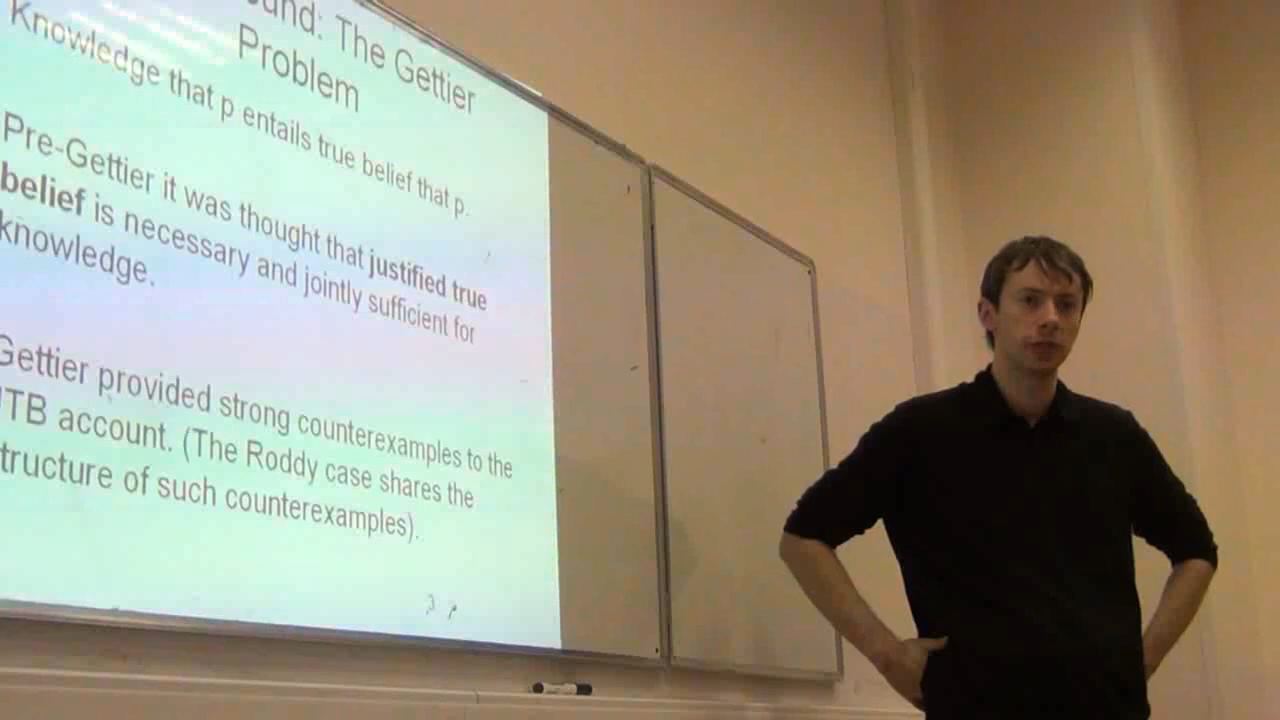 und: The Gettier
Problem
Knowledge that p entails true belief that p.
Pre-Gettier it was thought that justified true
belief is necessary and jointly sufficient for
knowledge.
Gettier provided strong counterexamples to the
JTB account. (The Roddy case shares the
tructure of such counterexamples).